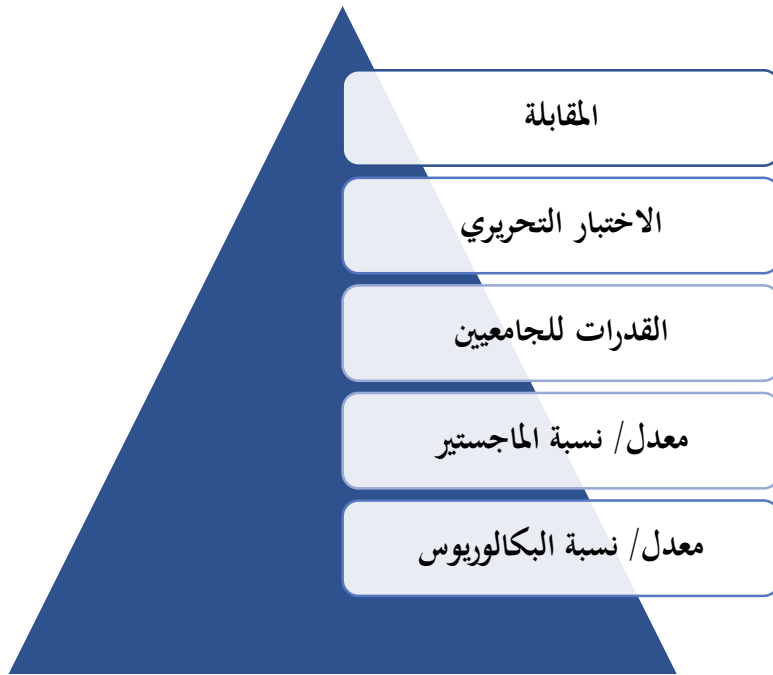 المقابلة
الاختبار التحريري
القدرات للجامعيين
معدل/ نسبة الماجستير
معدل/ نسبة البكالوريوس